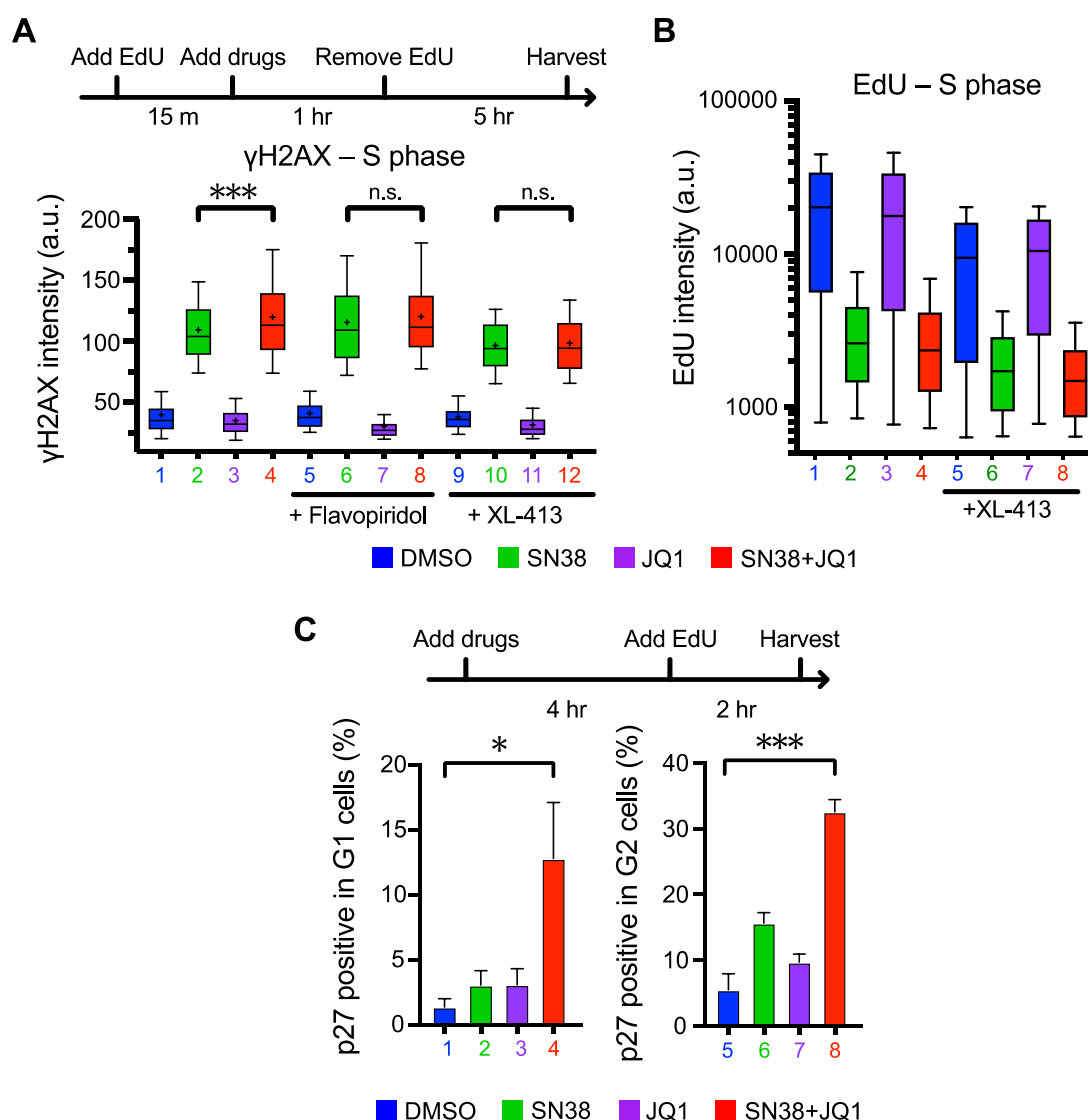 A
Add EdU Add drugs Remove EdU Harvest
15 m 1 hr 5 hr
γH2AX – S phase
*** n.s. n.s.
γH2AX intensity (a.u.)
200
150
100
50
1 2 3 4 5 6 7 8 9 10 11 12
+ Flavopiridol + XL-413
B
EdU – S phase
EdU intensity (a.u.)
100000
10000
1000
1 2 3 4 5 6 7 8
+XL-413
DMSO SN38 JQ1 SN38+JQ1
C
Add drugs Add EdU Harvest
4 hr 2 hr
p27 positive in G1 cells (%)
20
15
10
5
0
*
1 2 3 4
p27 positive in G2 cells (%)
40
30
20
10
0
***
5 6 7 8
DMSO SN38 JQ1 SN38+JQ1